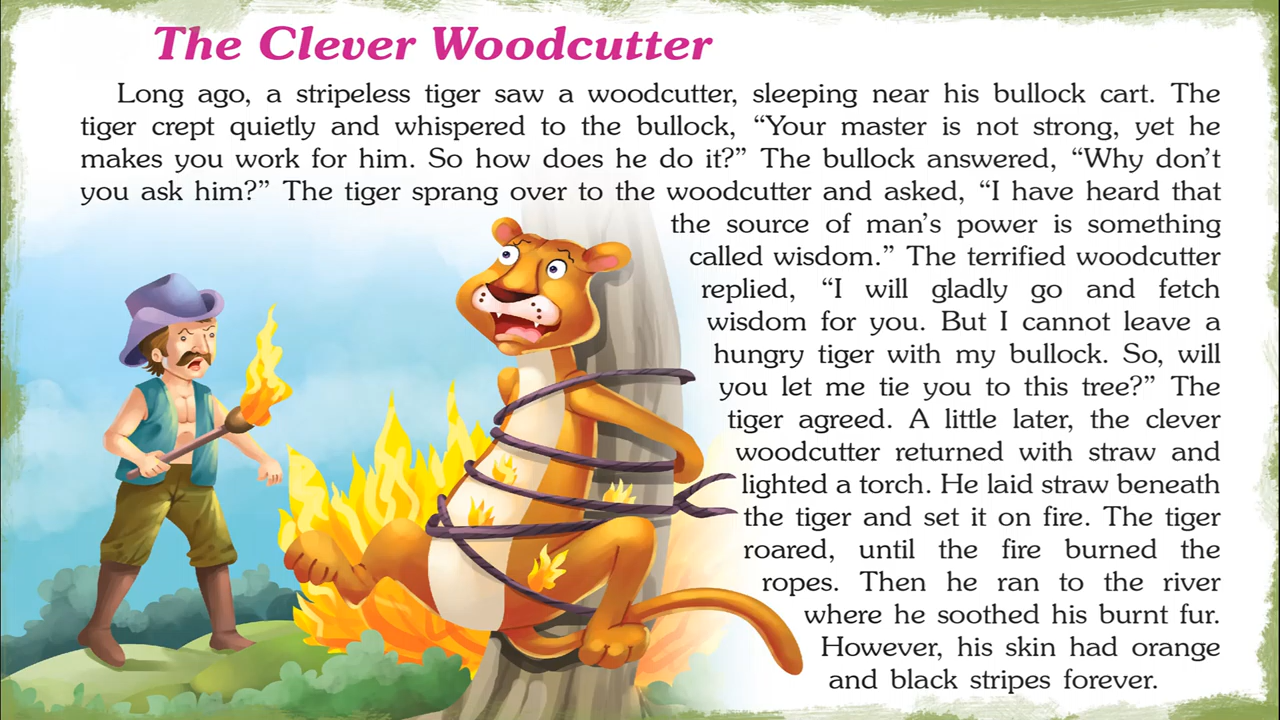 The Clever Woodcutter
Long ago, a stripeless tiger saw a woodcutter, sleeping near his bullock cart. The
tiger crept quietly and whispered to the bullock, “Your master is not strong, yet he
makes you work for him. So how does he do it?” The bullock answered, “Why don’t
you ask him?” The tiger sprang over to the woodcutter and asked, “I have heard that
the source of man’s power is something
called wisdom.” The terrified woodcutter
replied, “I will gladly go and fetch
wisdom for you. But I cannot leave a
hungry tiger with my bullock. So, will
you let me tie you to this tree?” The
tiger agreed. A little later, the clever
woodcutter returned with straw and
lighted a torch. He laid straw beneath
the tiger and set it on fire. The tiger
roared, until the fire burned the
ropes. Then he ran to the river
where he soothed his burnt fur.
However, his skin had orange
and black stripes forever.